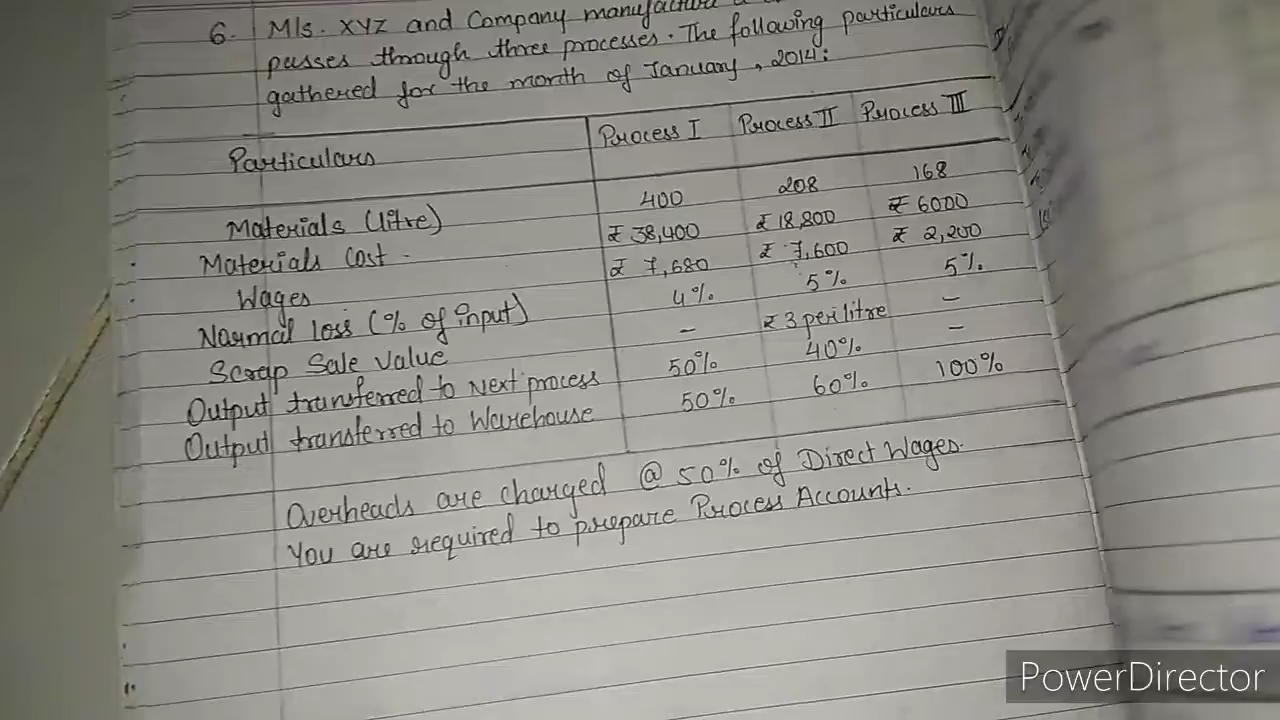 6. M/s. XYZ and Company manufacture a
passes through three processes. The following particulars
gathered for the month of January, 2014:
Particulars Process I Process II Process III
Materials (litre) 400 208 168
Materials Cost - ₹ 38,400 ₹ 18,800 ₹ 6000
Wages ₹ 7,680 ₹ 7,600 ₹ 2,200
Normal loss (% of input) 4% 5% 5%
Scrap Sale Value - ₹ 3 per litre -
Output transferred to Next process 50% 40% -
Output transferred to Warehouse 50% 60% 100%
Overheads are charged @ 50% of Direct Wages.
You are required to prepare Process Accounts.
PowerDirector